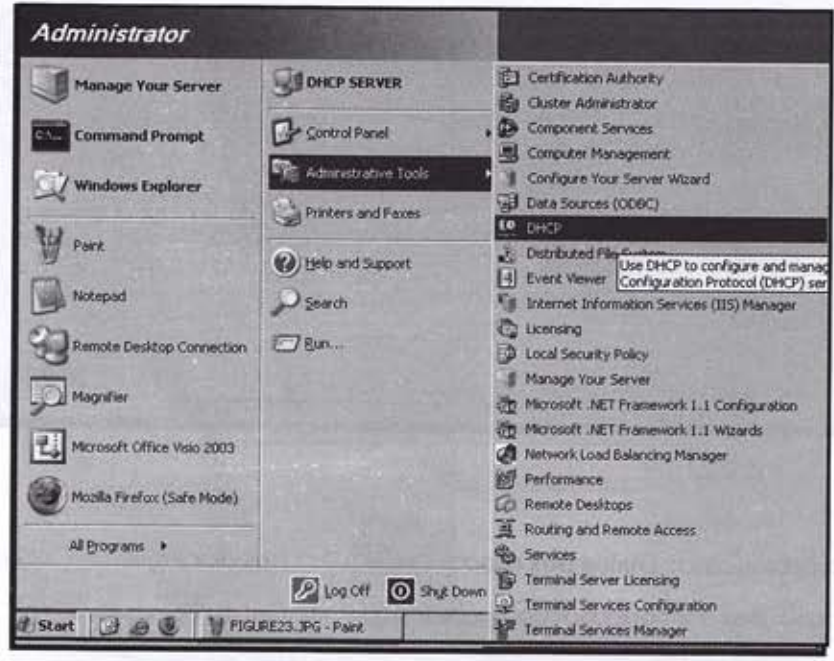 Administrator
Manage Your Server
Command Prompt
Windows Explorer
Paint
Notepad
Remote Desktop Connection
Magnifier
Microsoft Office Visio 2003
Mozilla Firefox (Safe Mode)
All Programs
DHCP SERVER
Control Panel
Administrative Tools
Printers and Faxes
Help and Support
Search
Run...
Certification Authority
Cluster Administrator
Component Services
Computer Management
Configure Your Server Wizard
Data Sources (ODBC)
DHCP
Distributed File System
Use DHCP to configure and manag
Event Viewer
Configuration Protocol (DHCP) ser
Internet Information Services (IIS) Manager
Licensing
Local Security Policy
Manage Your Server
Microsoft .NET Framework 1.1 Configuration
Microsoft .NET Framework 1.1 Wizards
Network Load Balancing Manager
Performance
Remote Desktops
Routing and Remote Access
Services
Terminal Server Licensing
Terminal Services Configuration
Terminal Services Manager
Log Off
Shut Down
Start
FIGURE23.JPG - Paint